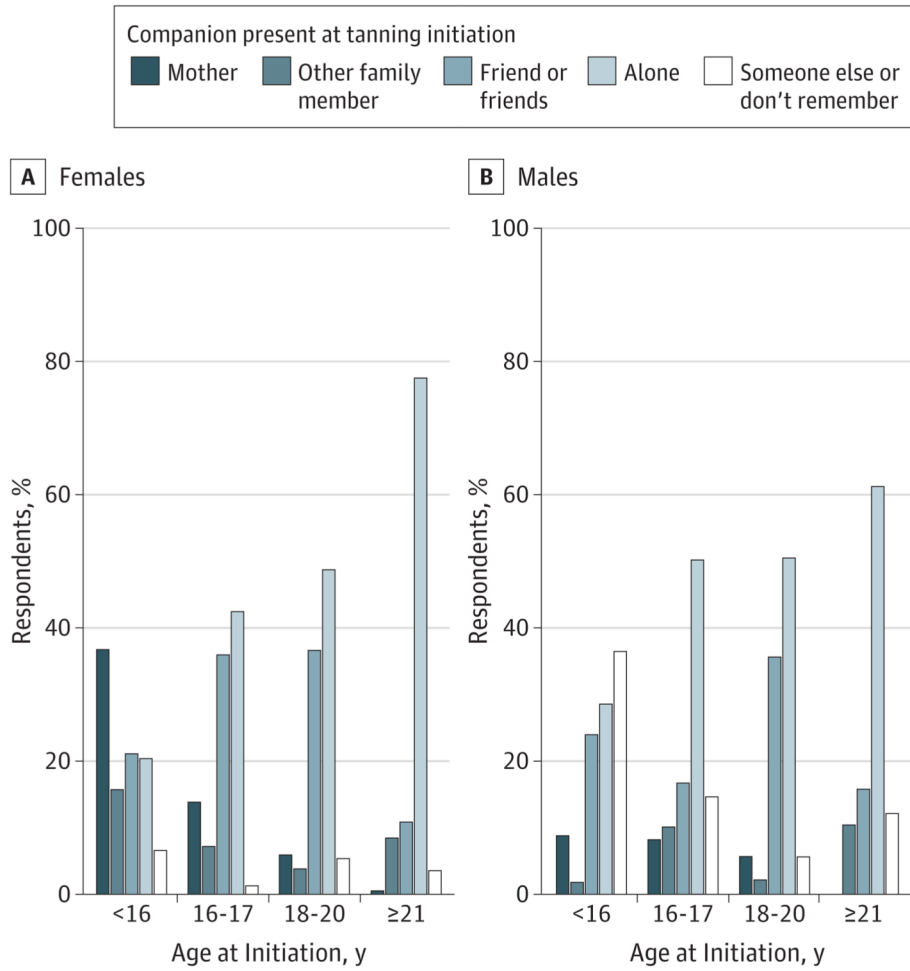 Companion present at tanning initiation
Mother
Other family
member
Friend or
friends
Alone
Someone else or
don't remember
A Females
100
80
60
40
20
0
Respondents, %
<16 16-17 18-20 ≥21
Age at Initiation, y
B Males
100
80
60
40
20
0
Respondents, %
<16 16-17 18-20 ≥21
Age at Initiation, y